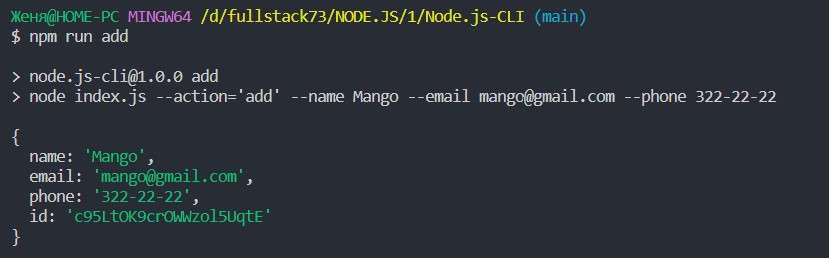 Женя@HOME-PC MINGW64 /d/fullstack73/NODE.JS/1/Node.js-CLI (main)
$ npm run add
> node.js-cli@1.0.0 add
> node index.js --action='add' --name Mango --email mango@gmail.com --phone 322-22-22
{
  name: 'Mango',
  email: 'mango@gmail.com',
  phone: '322-22-22',
  id: 'c95LtOK9crOWWzol5UqtE'
}